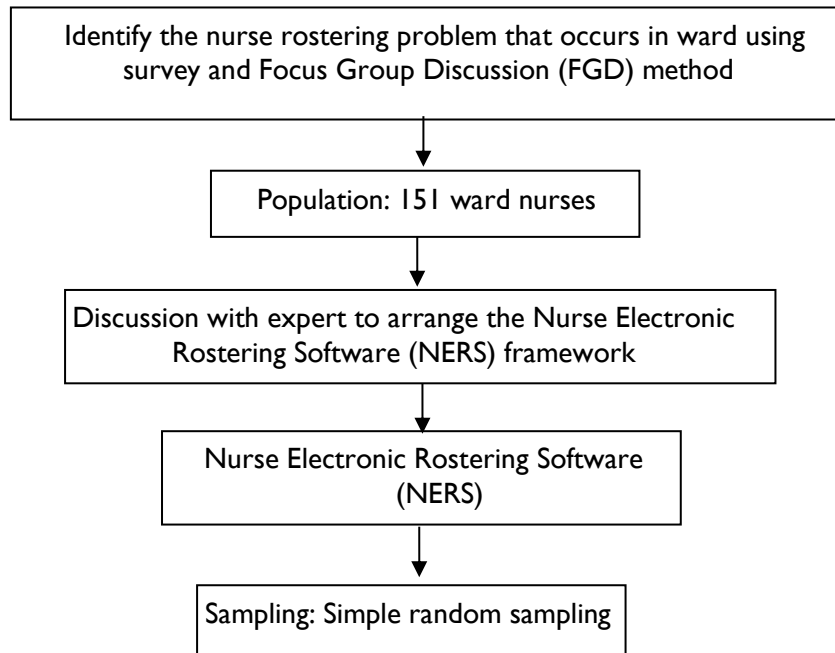 Identify the nurse rostering problem that occurs in ward using
survey and Focus Group Discussion (FGD) method
Population: 151 ward nurses
Discussion with expert to arrange the Nurse Electronic
Rostering Software (NERS) framework
Nurse Electronic Rostering Software
(NERS)
Sampling: Simple random sampling